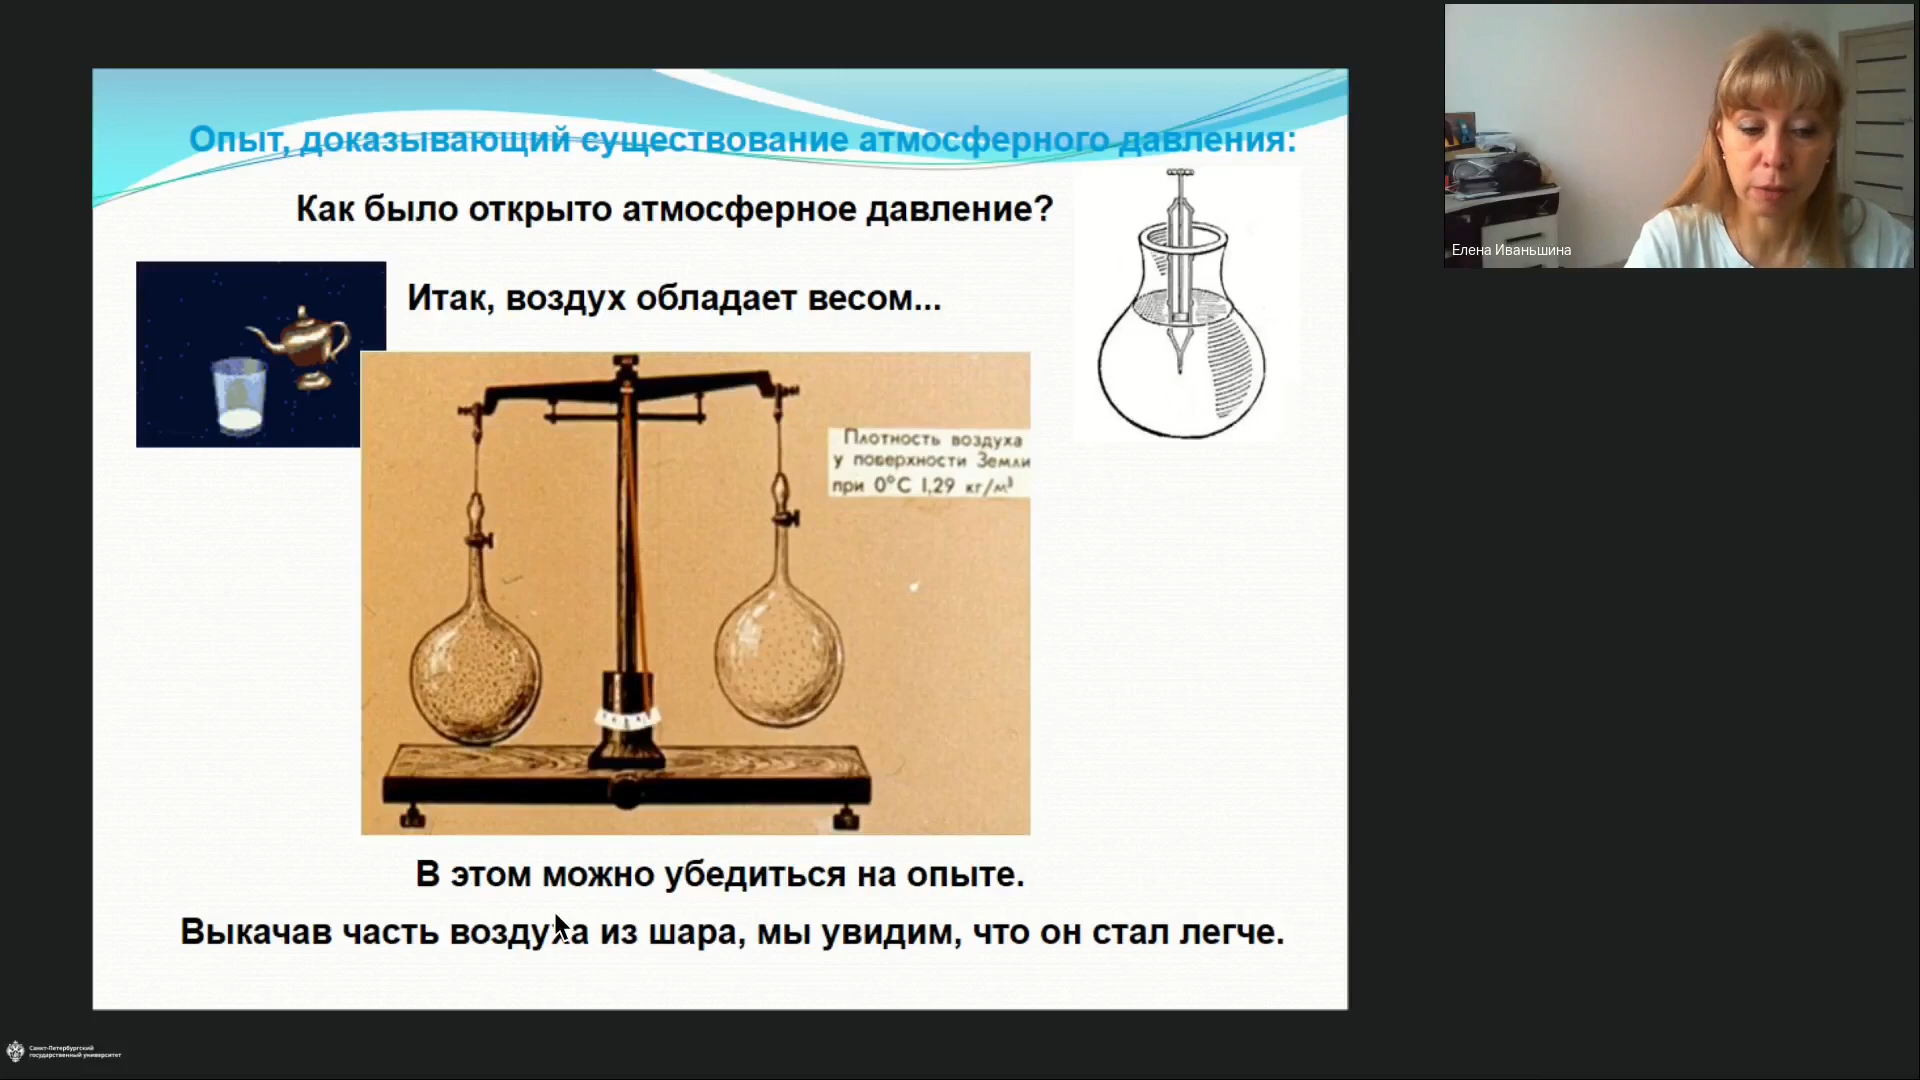 Опыт, доказывающий существование атмосферного давления:
Как было открыто атмосферное давление?
Итак, воздух обладает весом...
Плотность воздуха
у поверхности Земли
при 0°С 1,29 кг/м³
В этом можно убедиться на опыте.
Выкачав часть воздуха из шара, мы увидим, что он стал легче.
Елена Иваньшина
Санкт-Петербургский
государственный университет